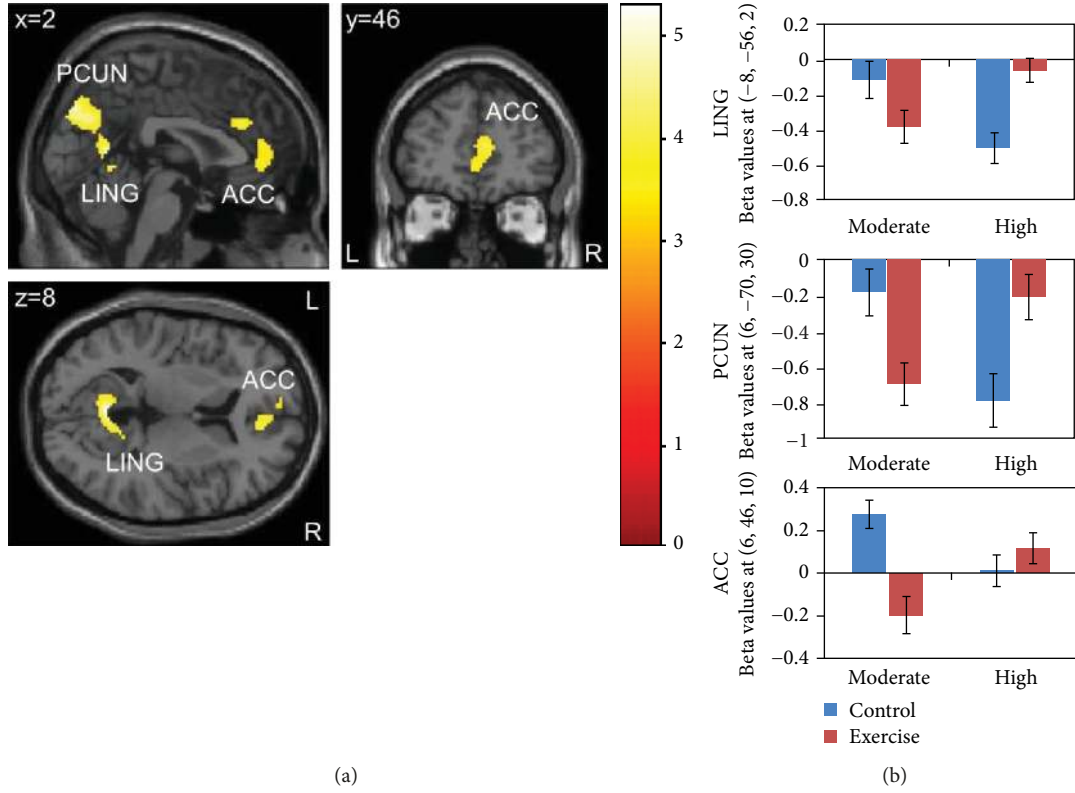 x=2
PCUN
LING
ACC
y=46
ACC
L
R
z=8
L
ACC
LING
R
5
4
3
2
1
0
LING
Beta values at (−8, −56, 2)
0.2
0
−0.2
−0.4
−0.6
−0.8
Moderate
High
PCUN
Beta values at (6, −70, 30)
0
−0.2
−0.4
−0.6
−0.8
−1
Moderate
High
ACC
Beta values at (6, 46, 10)
0.4
0.2
0
−0.2
−0.4
Moderate
High
Control
Exercise
(a)
(b)